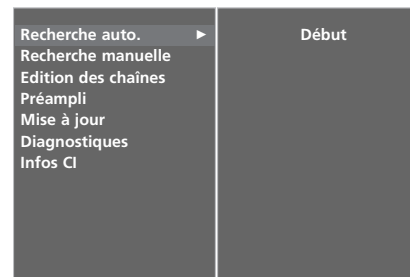 Recherche auto. ►
Début
Recherche manuelle
Edition des chaînes
Préampli
Mise à jour
Diagnostiques
Infos CI